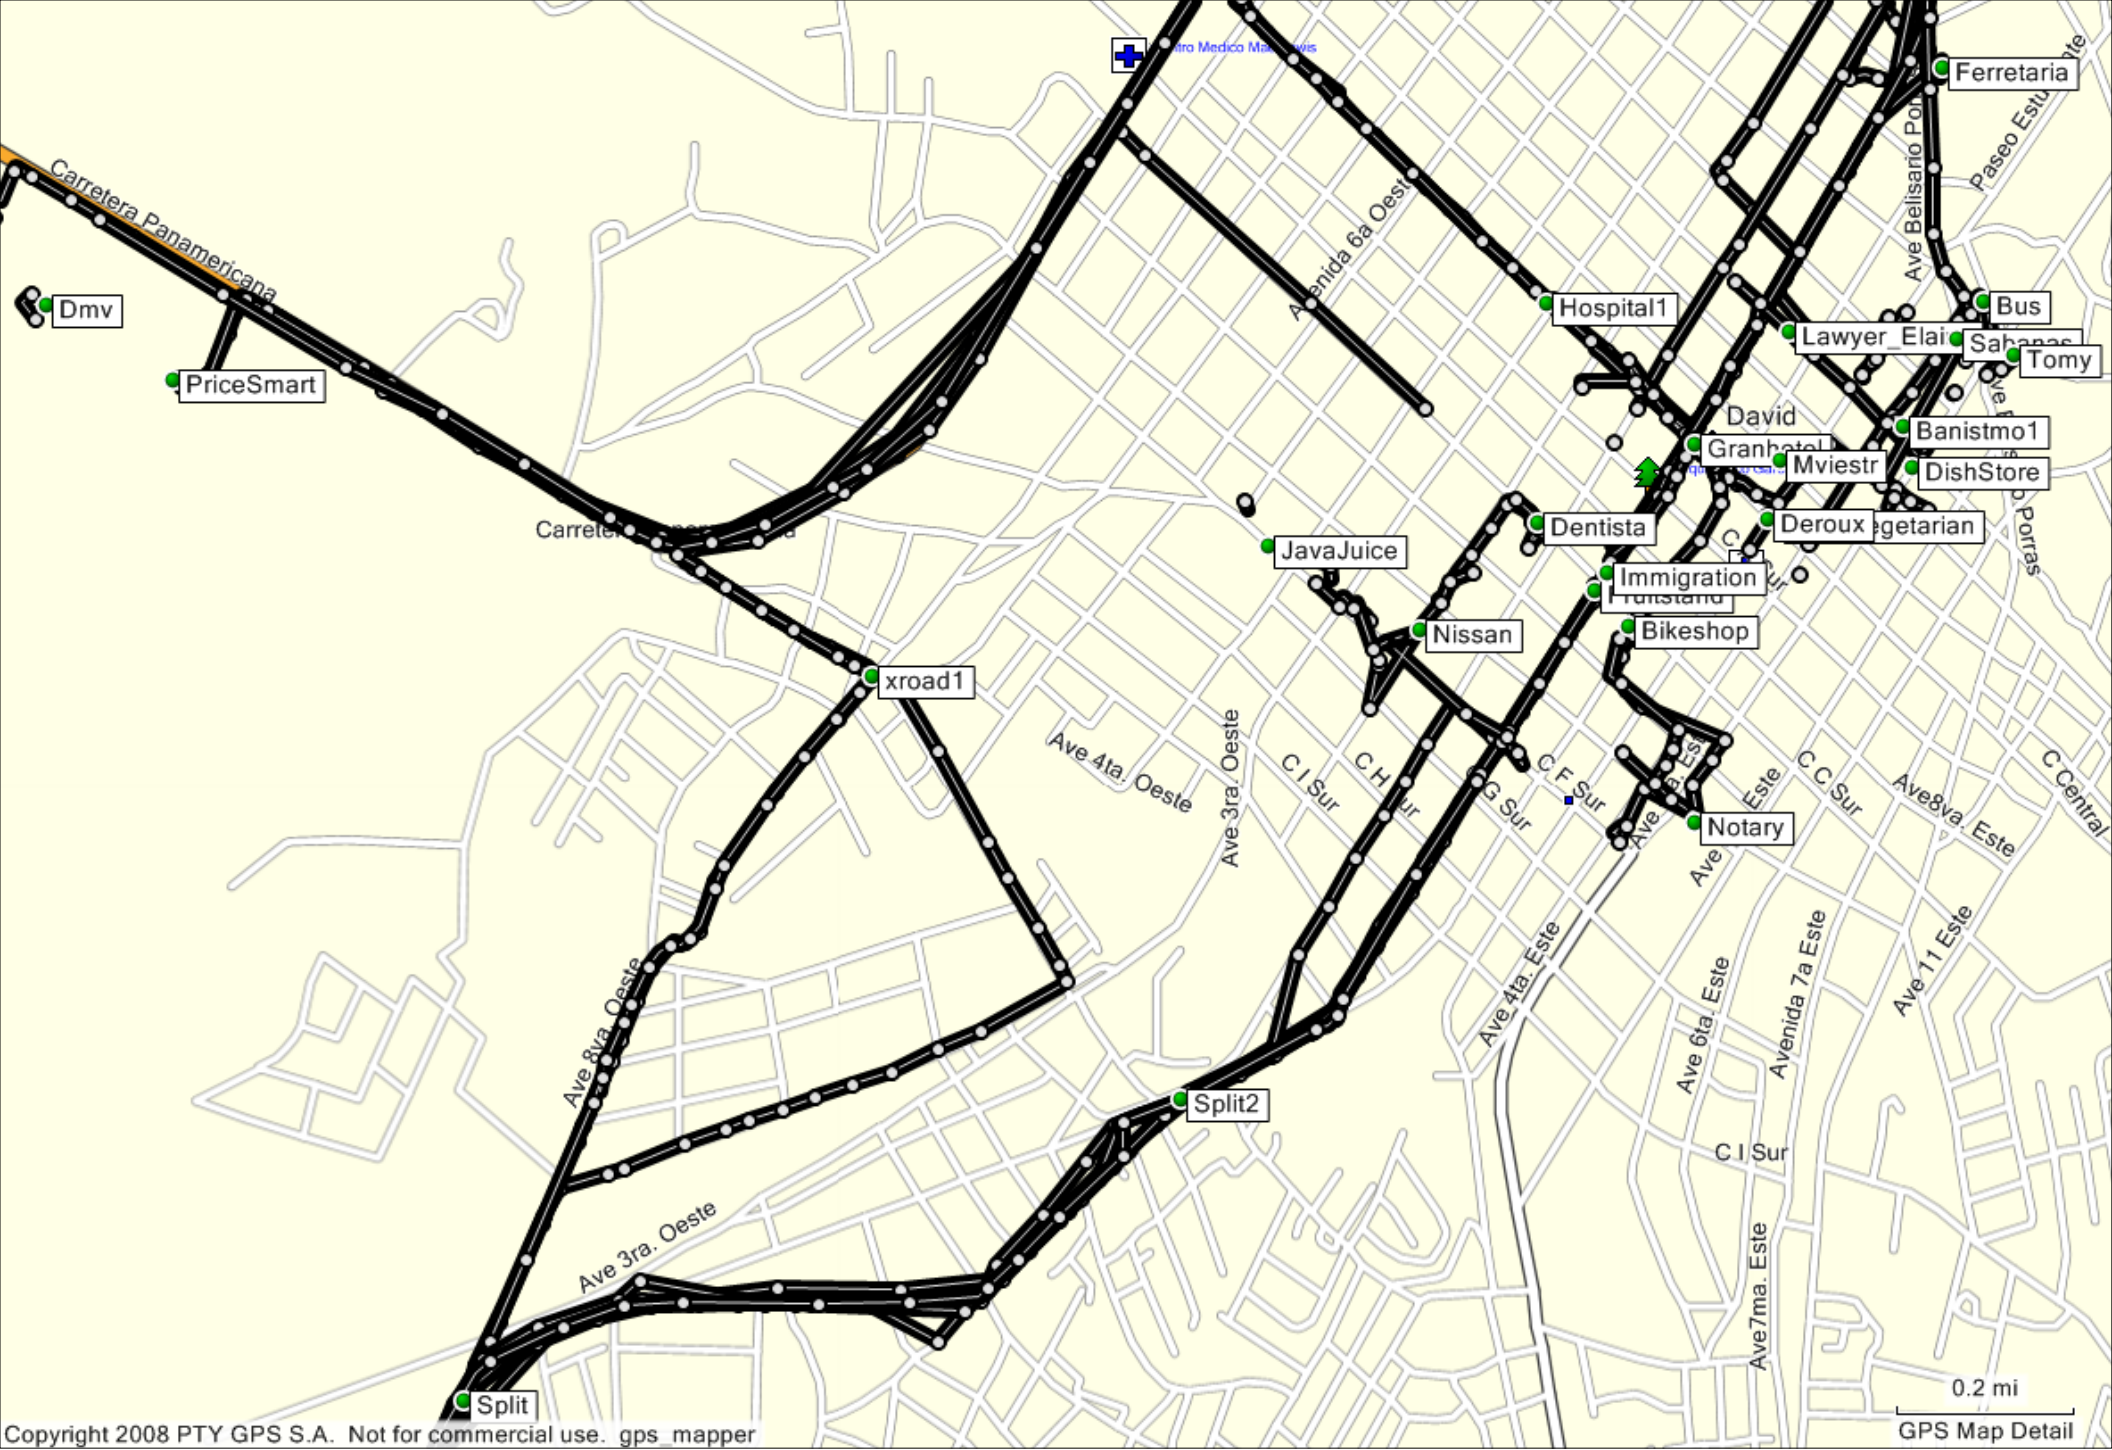 Ferretaria
Paseo
Carretera Panamericana
Ave Belisario
Avenida 6a Oeste
Dmv
Hospital1
Bus
Lawyer_Elai
Sabanas
Tomy
PriceSmart
David
Banistmo1
Granhotel
Mviestr
DishStore
Porras
Dentista
Deroux
egetarian
JavaJuice
Immigration
Fruitstand
Nissan
Bikeshop
xroad1
Ave 4ta. Oeste
Ave 3ra. Oeste
C I Sur
C H Sur
C G Sur
C F Sur
C C Sur
Ave8va. Este
C Central
Notary
Ave 8va. Oeste
Ave 4ta. Este
Ave 6ta. Este
Avenida 7a Este
Ave 11 Este
Split2
C I Sur
Ave 3ra. Oeste
Ave7ma. Este
0.2 mi
Split
GPS Map Detail
Copyright 2008 PTY GPS S.A. Not for commercial use. gps_mapper